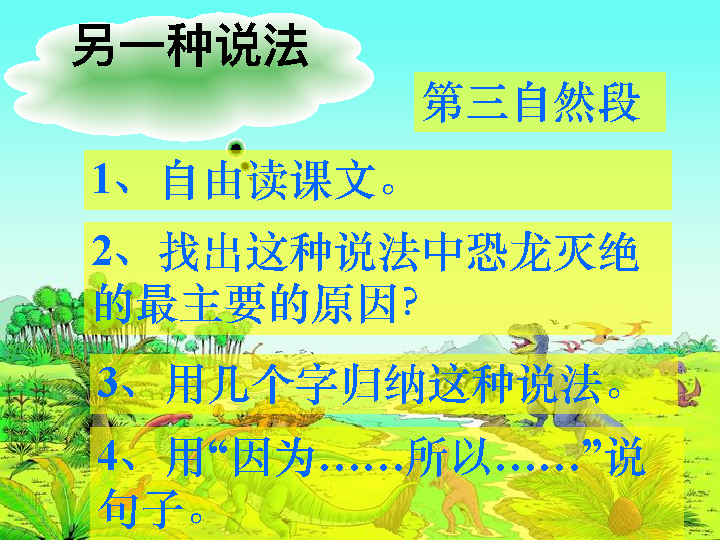 另一种说法
第三自然段
1、自由读课文。
2、找出这种说法中恐龙灭绝
的最主要的原因?
3、用几个字归纳这种说法。
4、用“因为……所以……”说
句子。